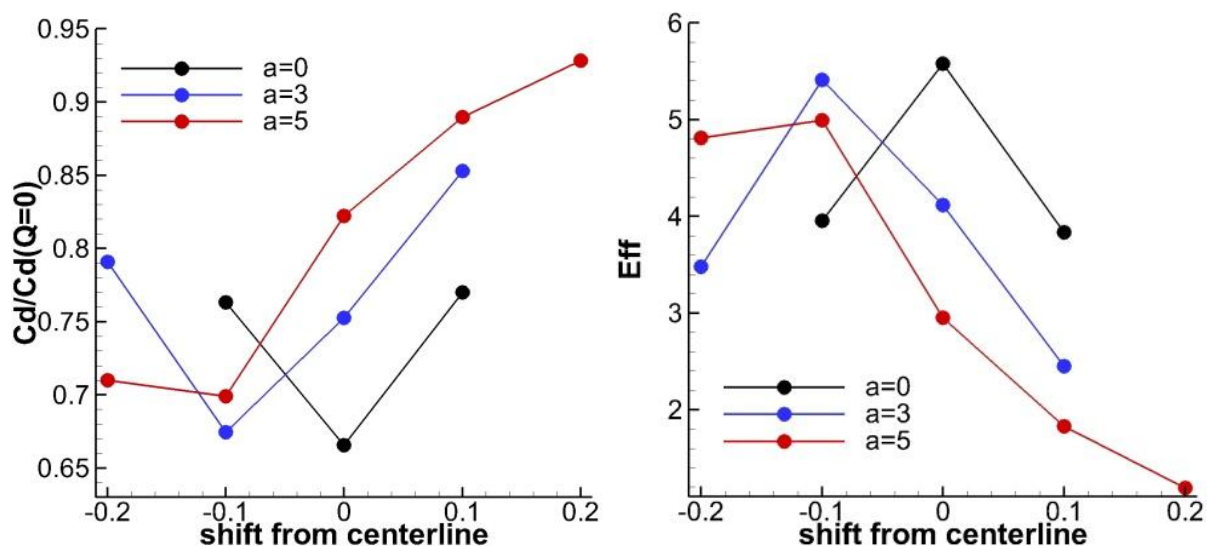 0.95
0.9
0.85
0.8
0.75
0.7
0.65
Cd/Cd(Q=0)
a=0
a=3
a=5
-0.2 -0.1 0 0.1 0.2
shift from centerline
6
5
4
3
2
Eff
a=0
a=3
a=5
-0.2 -0.1 0 0.1 0.2
shift from centerline